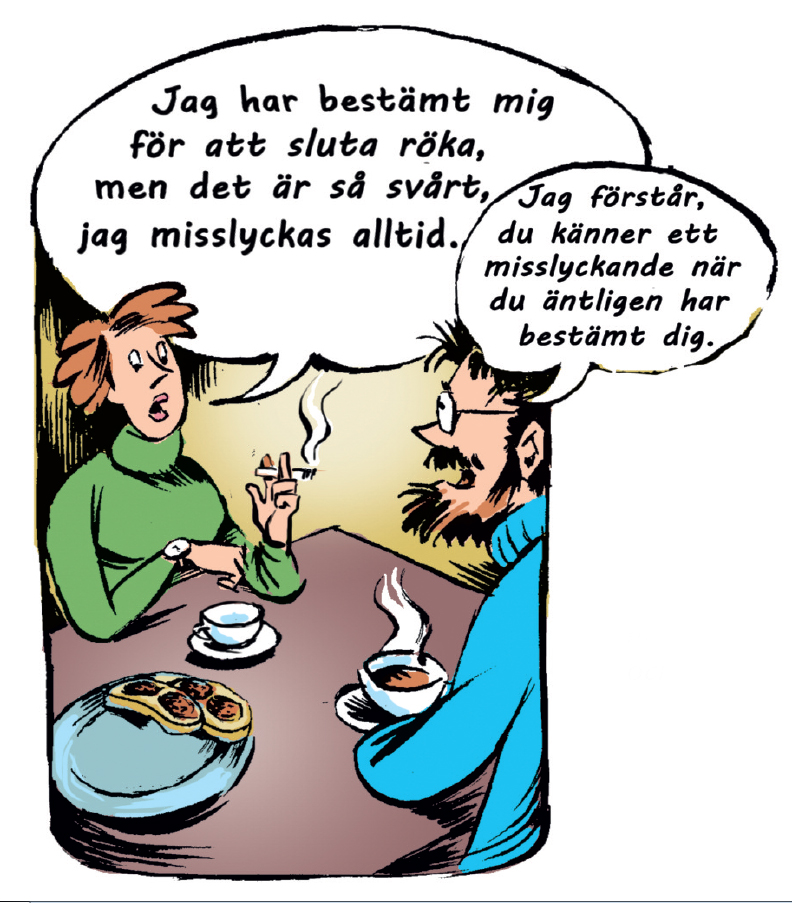 Jag har bestämt mig
för att sluta röka,
men det är så svårt,
jag misslyckas alltid.
Jag förstår,
du känner ett
misslyckande när
du äntligen har
bestämt dig.